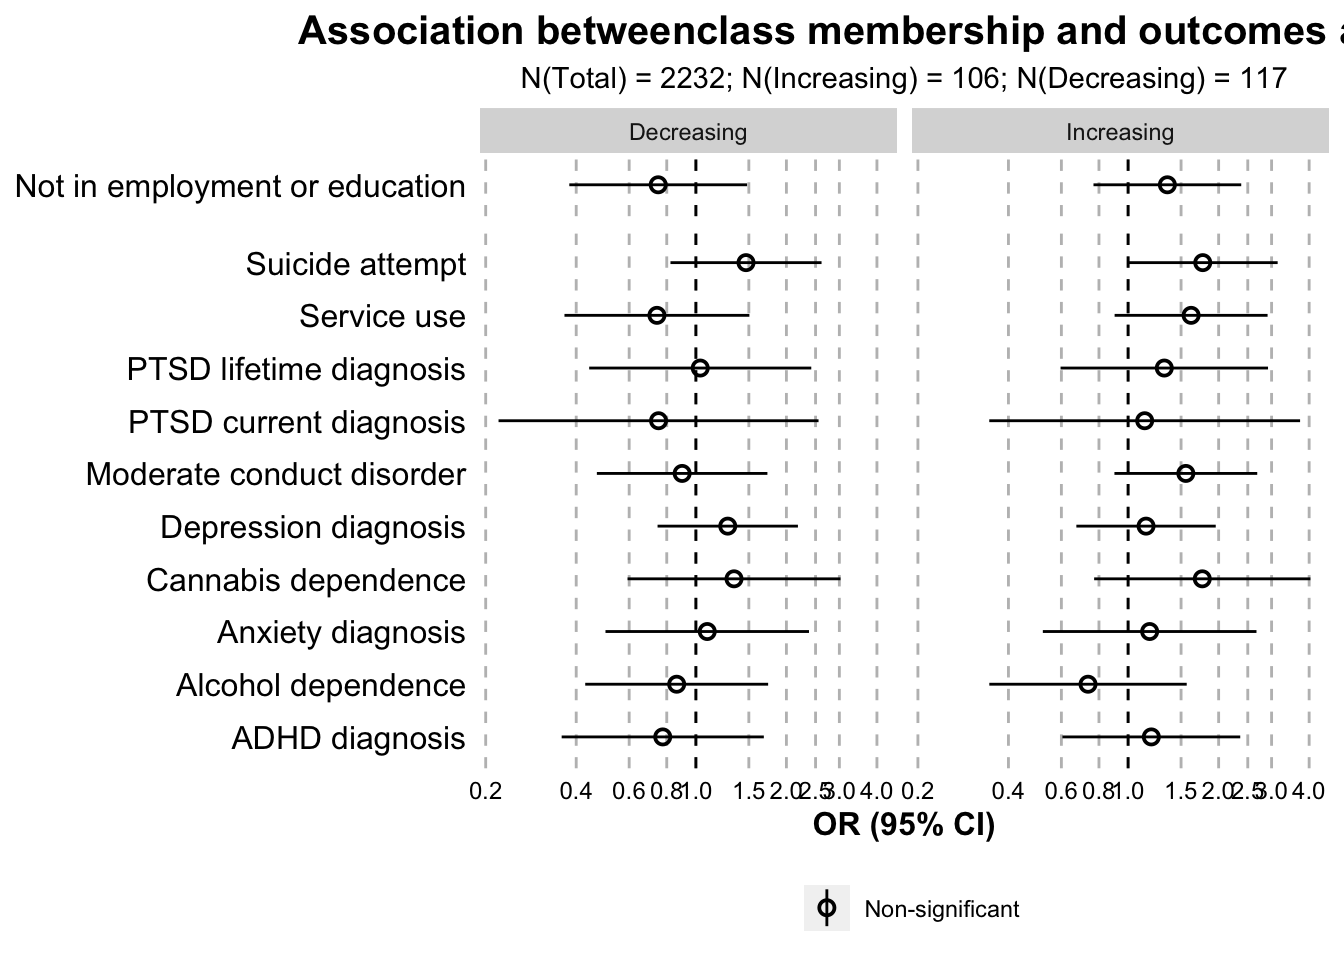 Association betweenclass membership and outcomes a
N(Total) = 2232; N(Increasing) = 106; N(Decreasing) = 117
Decreasing Increasing
Not in employment or education
Suicide attempt
Service use
PTSD lifetime diagnosis
PTSD current diagnosis
Moderate conduct disorder
Depression diagnosis
Cannabis dependence
Anxiety diagnosis
Alcohol dependence
ADHD diagnosis
0.2 0.4 0.6 0.8 1.0 1.5 2.0 2.5 3.0 4.0 0.2 0.4 0.6 0.8 1.0 1.5 2.0 2.5 3.0 4.0
OR (95% CI)
Non-significant